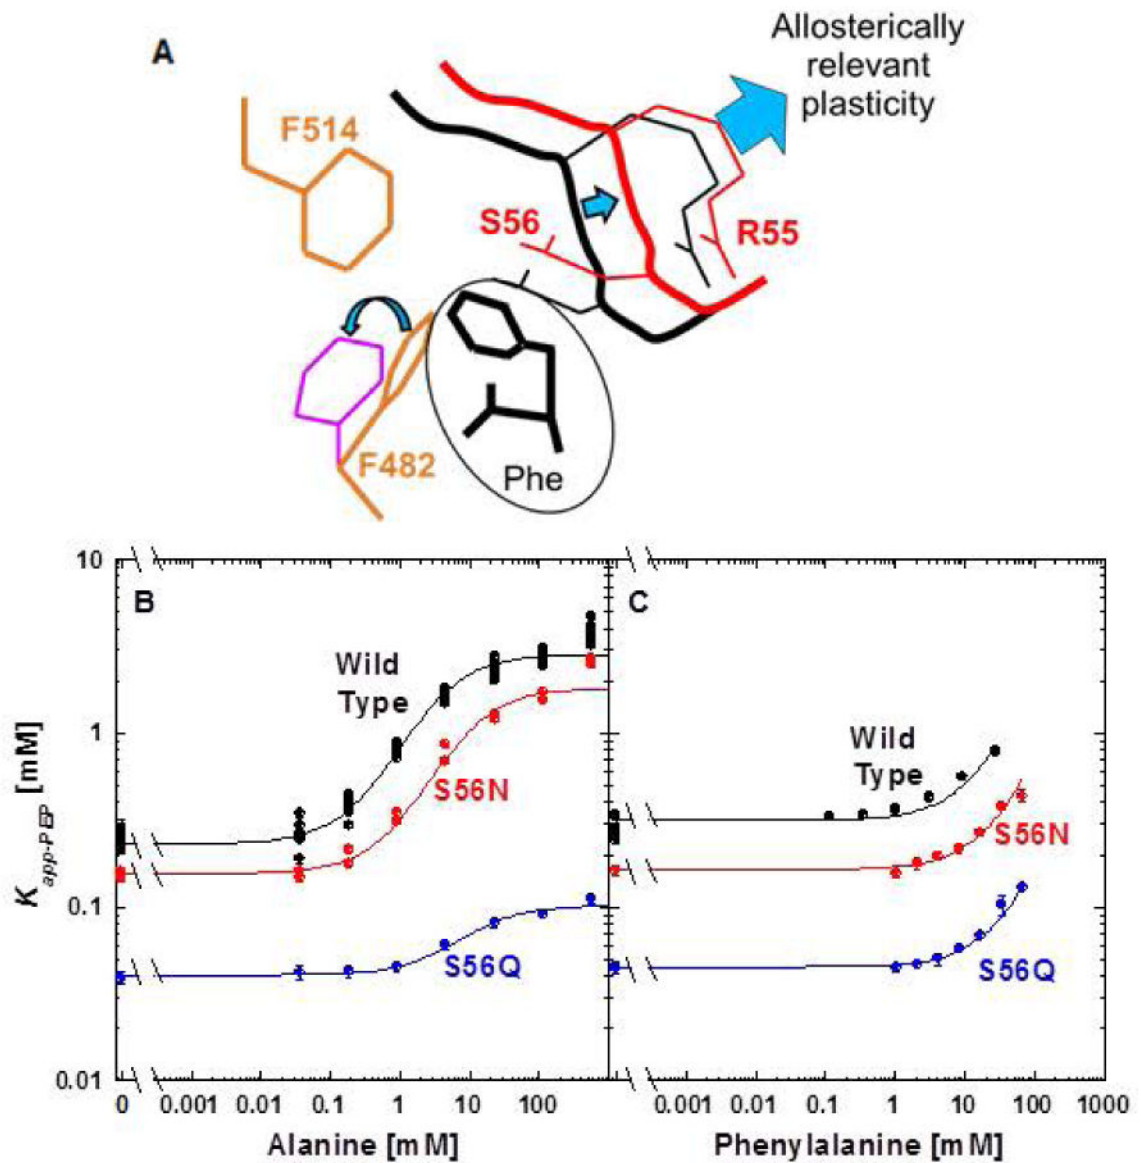 A
Allosterically
relevant
plasticity
F514
S56
R55
F482
Phe
B
C
10
1
0.1
0.01
K app-PEP [mM]
Wild
Type
S56N
S56Q
Wild
Type
S56N
S56Q
0 0.001 0.01 0.1 1 10 100
0.001 0.01 0.1 1 10 100 1000
Alanine [mM]
Phenylalanine [mM]